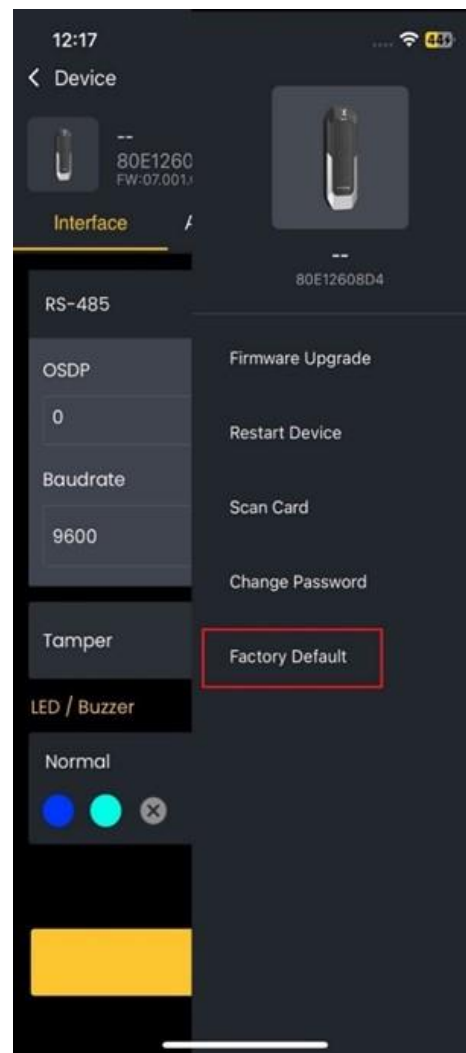 12:17
44
Device
--
80E1260
FW:07.001.
Interface
RS-485
OSDP
0
Baudrate
9600
Tamper
LED / Buzzer
Normal
--
80E12608D4
Firmware Upgrade
Restart Device
Scan Card
Change Password
Factory Default